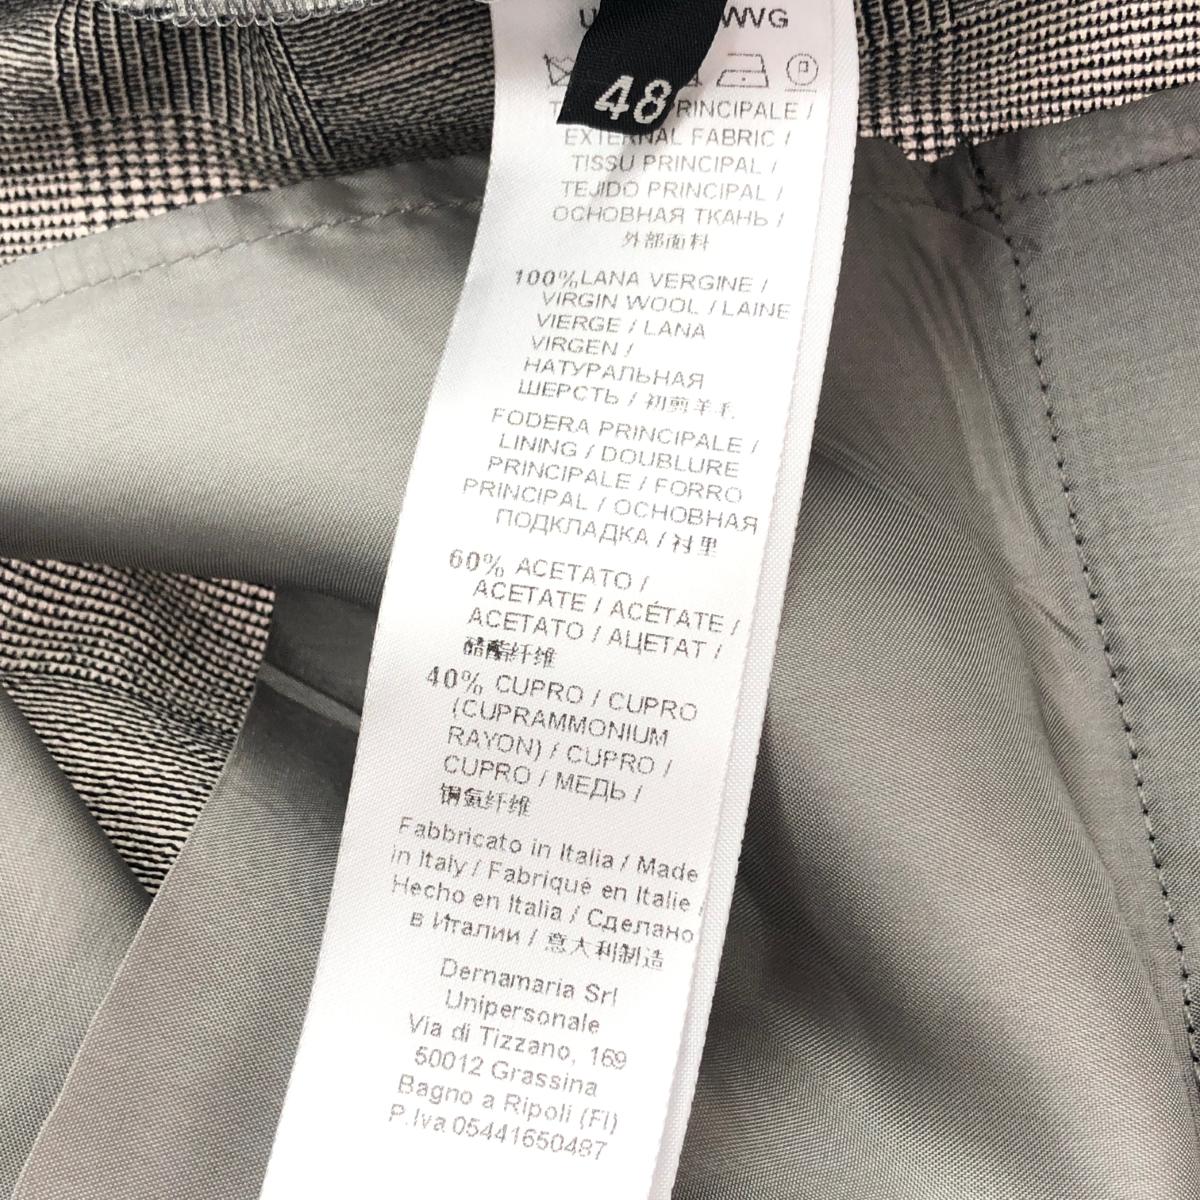 WVG
48
RINCIPALE /
EXTERNAL FABRIC /
TISSU PRINCIPAL /
TEJIDO PRINCIPAL /
ОСНОВНАЯ ТКАНЬ /
外部面料
100% LANA VERGINE /
VIRGIN WOOL / LAINE
VIERGE / LANA
VIRGEN /
НАТУРАЛЬНАЯ
ШЕРСТЬ / 初剪羊毛
FODERA PRINCIPALE /
LINING / DOUBLURE
PRINCIPALE / FORRO
PRINCIPAL / ОСНОВНАЯ
ПОДКЛАДКА / 衬里
60% ACETATO /
ACETATE / ACÉTATE /
ACETATO / АЦЕТАТ /
醋酯纤维
40% CUPRO / CUPRO
(CUPRAMMONIUM
RAYON) / CUPRO /
CUPRO / МЕДЬ /
铜氨纤维
Fabbricato in Italia / Made
in Italy / Fabriqué en Italie /
Hecho en Italia / Сделано
в Италии / 意大利制造
Dernamaria Srl
Unipersonale
Via di Tizzano, 169
50012 Grassina
Bagno a Ripoli (FI)
P.Iva 05441650487